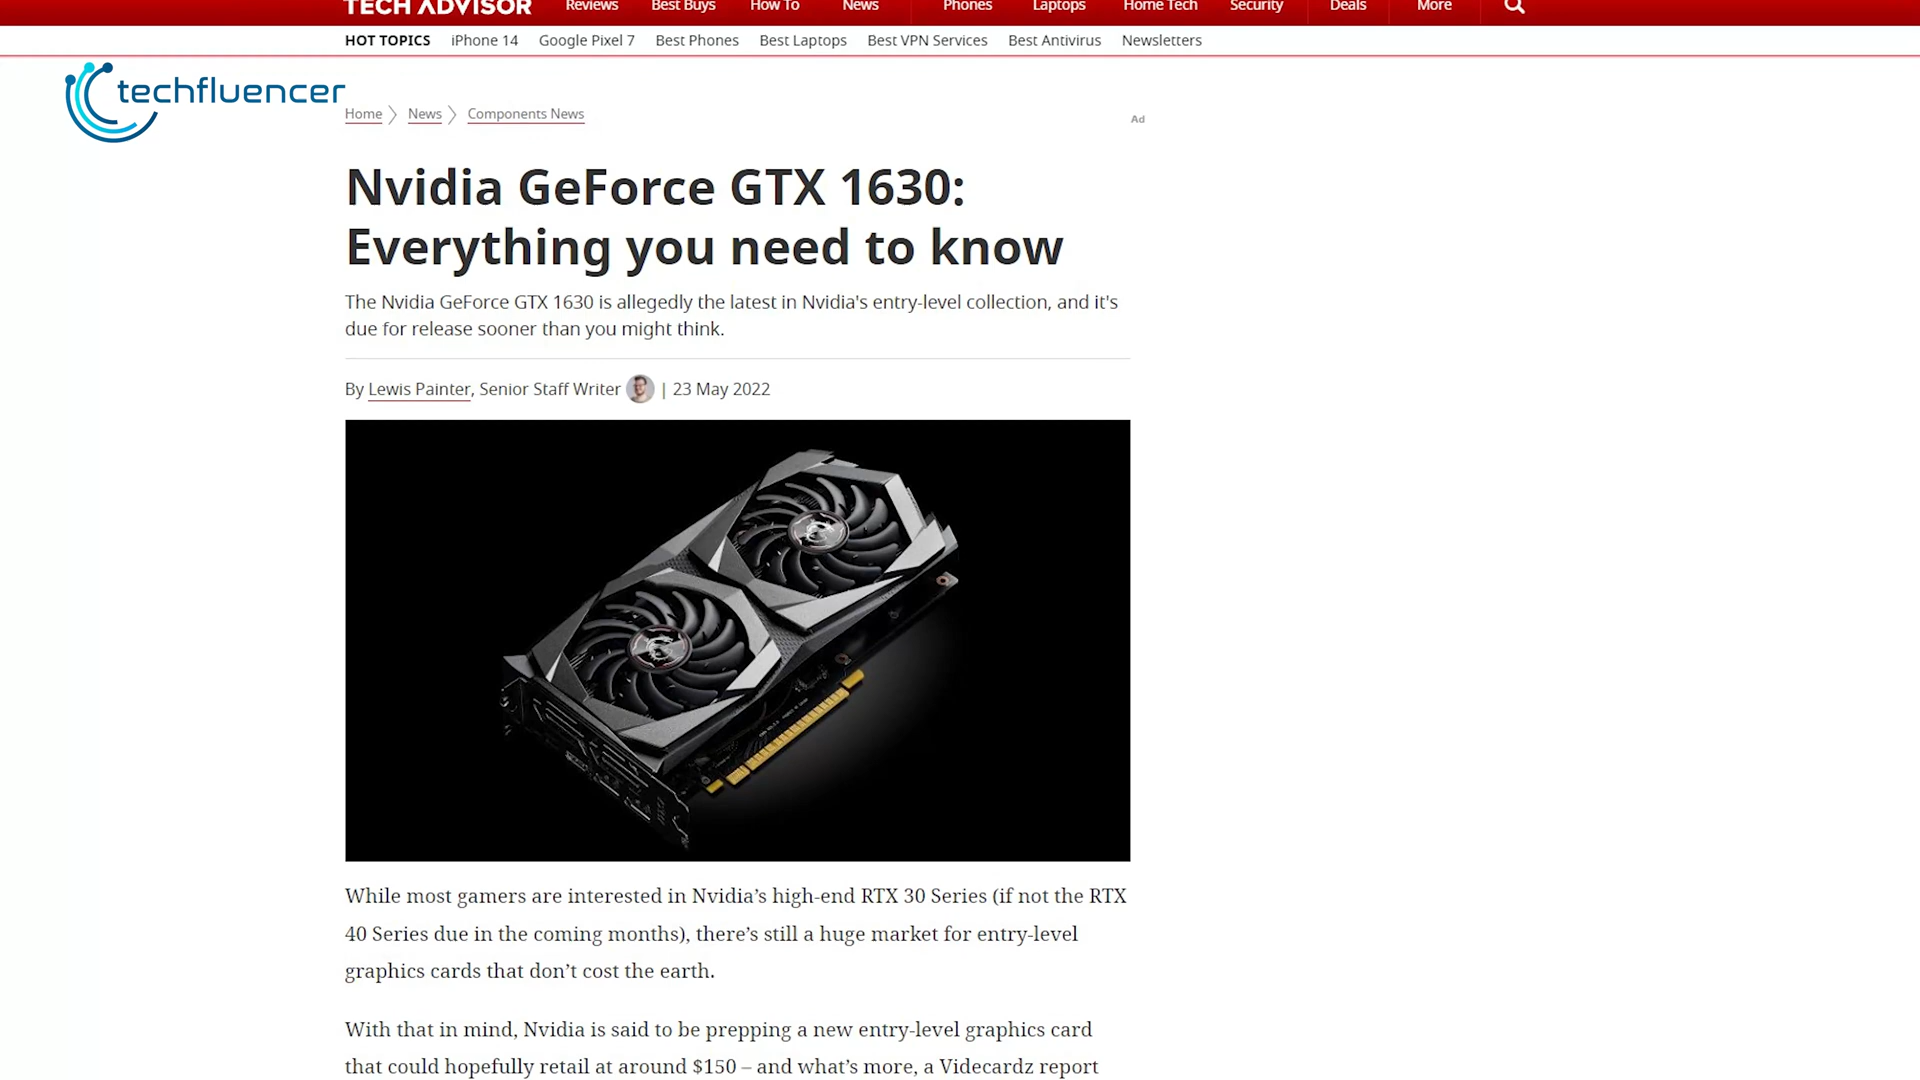 TECH ADVISOR
Reviews Best Buys How To News Phones Laptops Home Tech Security Deals More
HOT TOPICS iPhone 14 Google Pixel 7 Best Phones Best Laptops Best VPN Services Best Antivirus Newsletters
techfluencer
Home News Components News
Ad
Nvidia GeForce GTX 1630:
Everything you need to know
The Nvidia GeForce GTX 1630 is allegedly the latest in Nvidia's entry-level collection, and it's
due for release sooner than you might think.
By Lewis Painter, Senior Staff Writer | 23 May 2022
While most gamers are interested in Nvidia’s high-end RTX 30 Series (if not the RTX
40 Series due in the coming months), there’s still a huge market for entry-level
graphics cards that don’t cost the earth.
With that in mind, Nvidia is said to be prepping a new entry-level graphics card
that could hopefully retail at around $150 – and what’s more, a Videcardz report